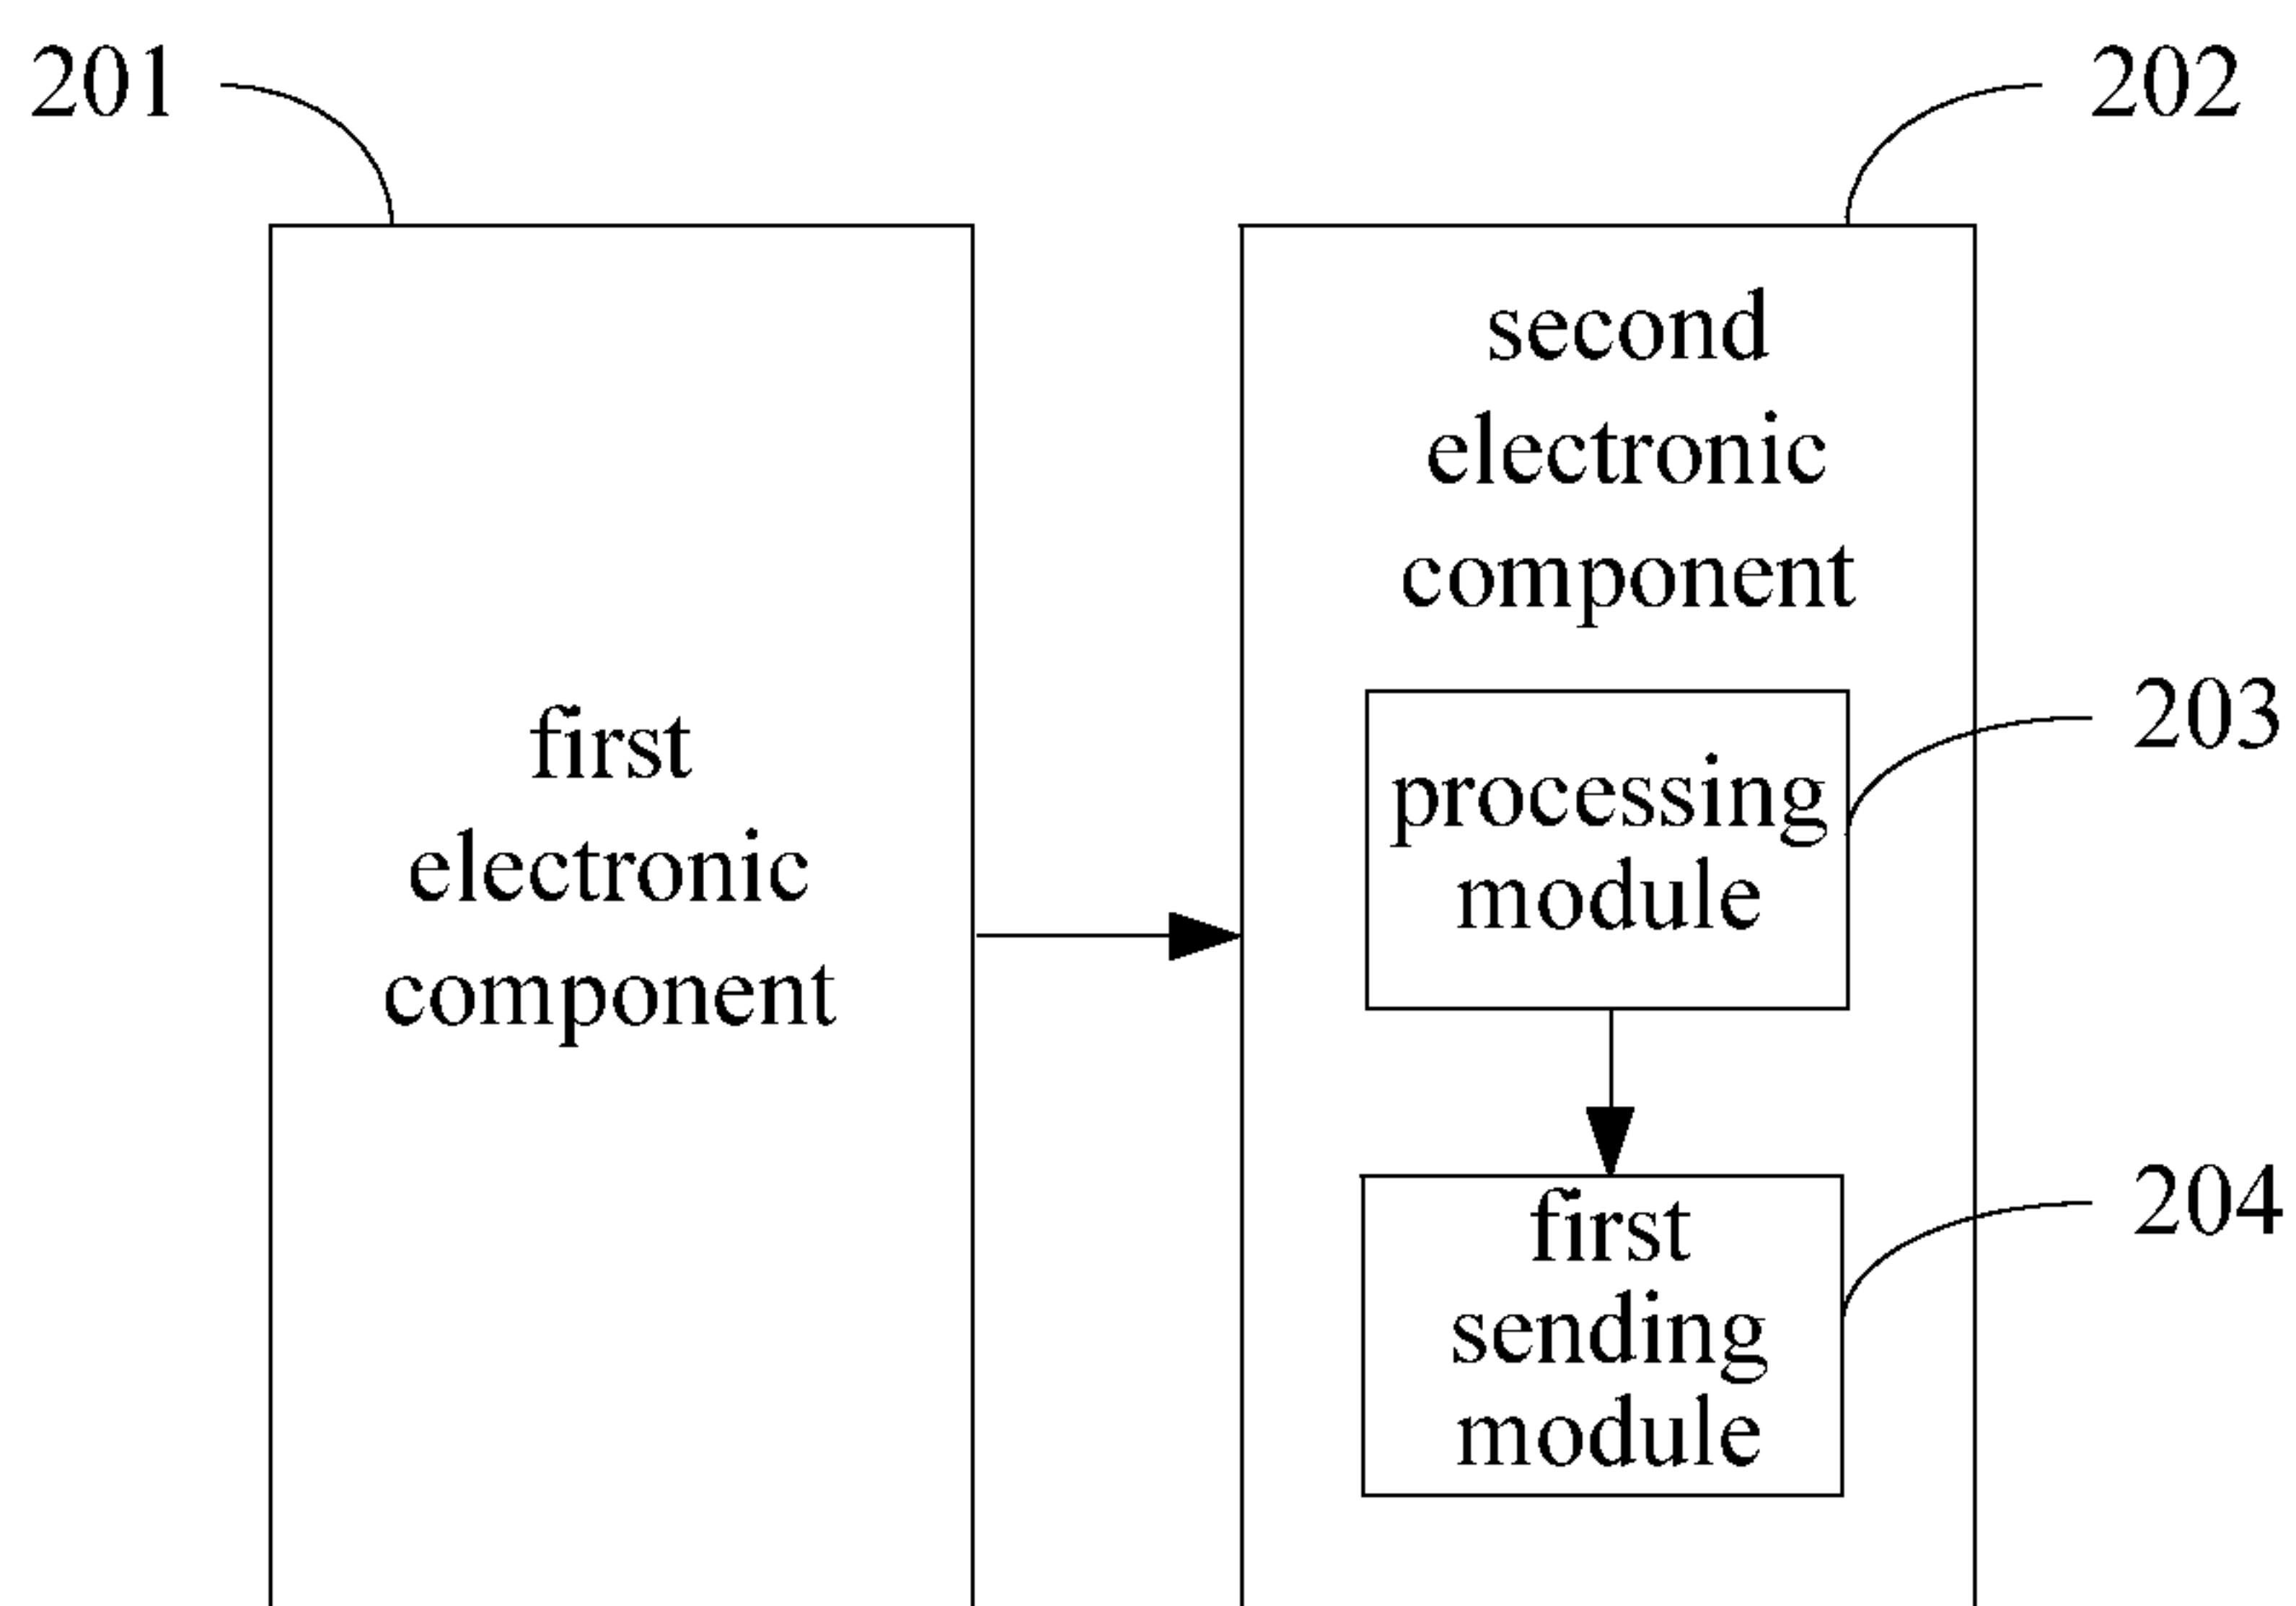 201
202
first
electronic
component
second
electronic
component
processing
module
203
first
sending
module
204